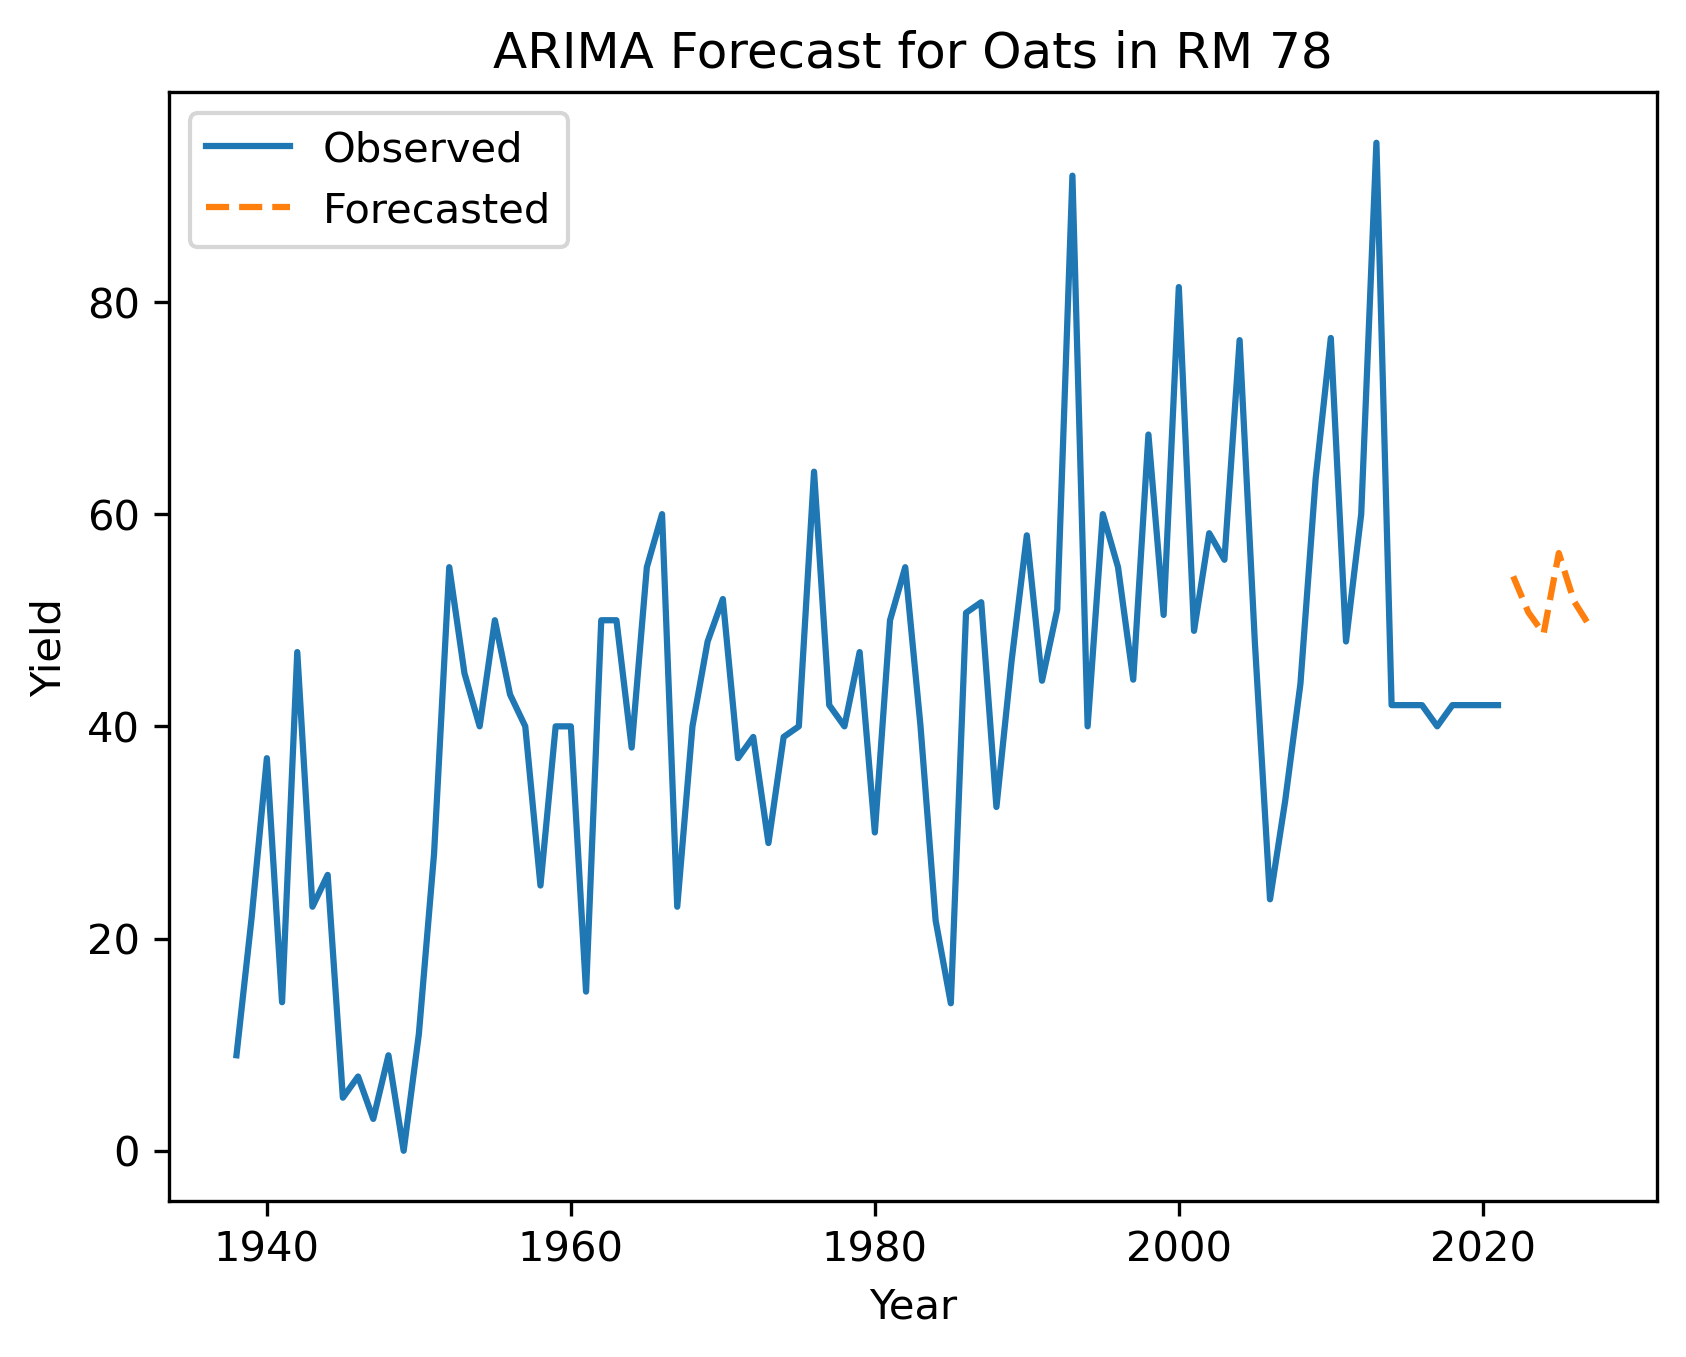 ARIMA Forecast for Oats in RM 78
Observed
Forecasted
80
60
40
20
0
Yield
1940 1960 1980 2000 2020
Year